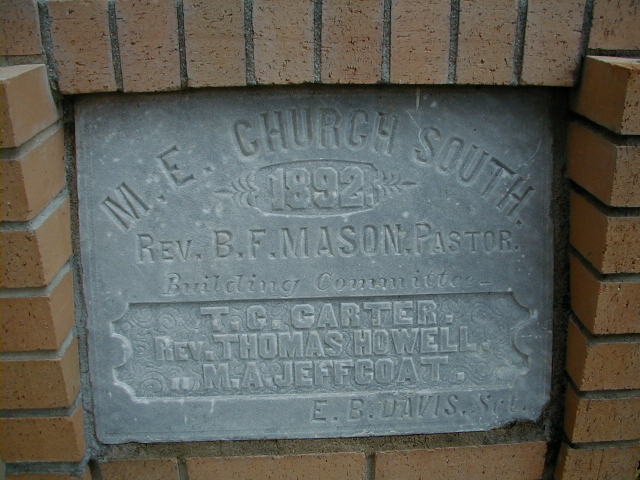 M. E. CHURCH SOUTH.
1892.
REV. B. F. MASON. PASTOR.
Building Committee
T. C. CARTER.
REV. THOMAS HOWELL.
" M. A. JEFFCOAT.
E. B. DAVIS.